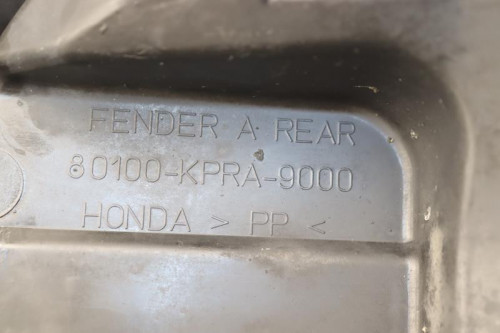 FENDER A REAR
80100-KPRA-9000
HONDA > PP <